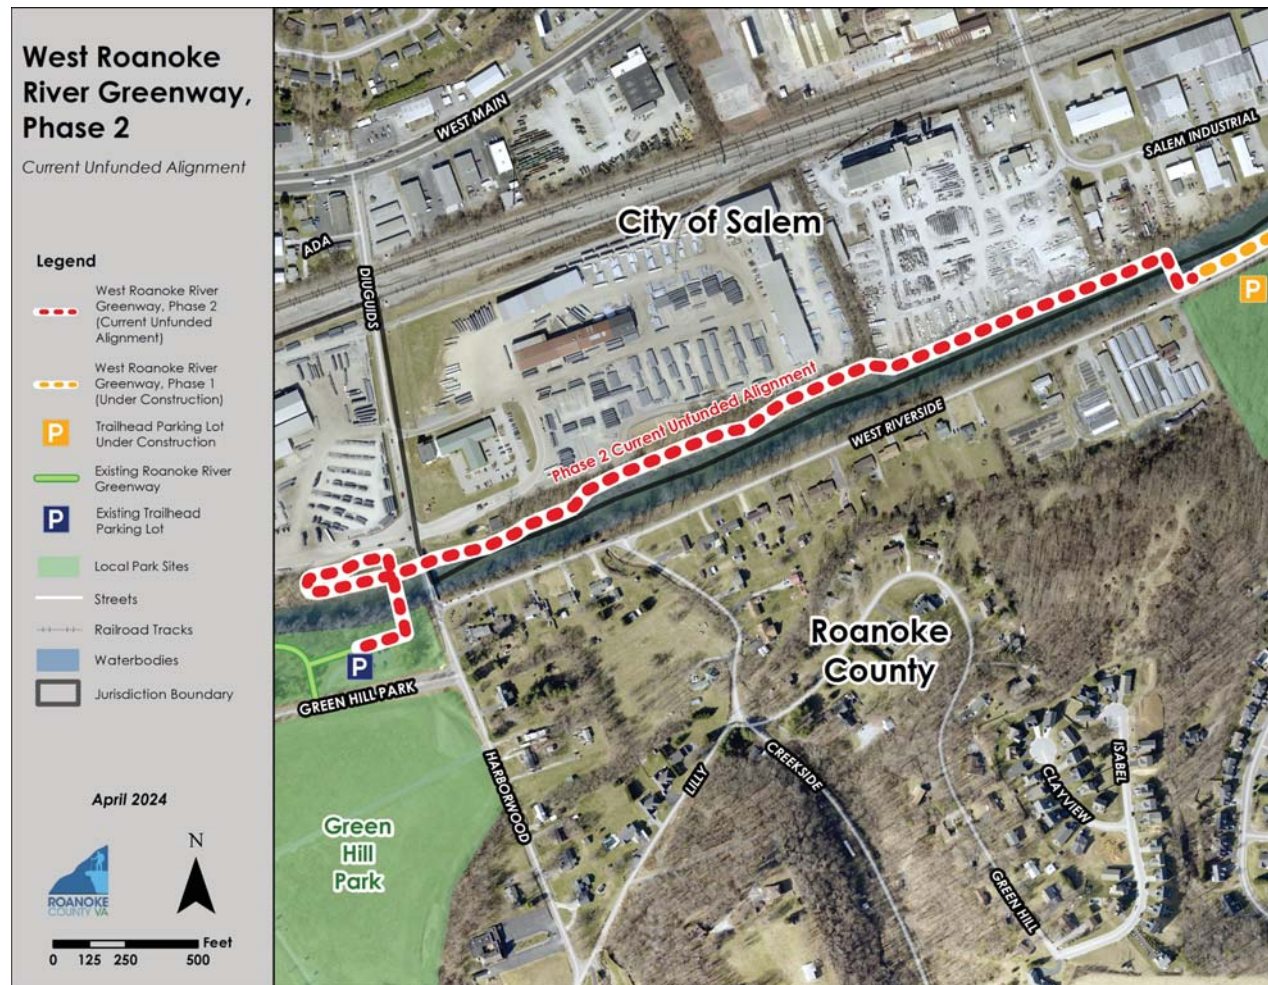 West Roanoke
River Greenway,
Phase 2
Current Unfunded Alignment
Legend
West Roanoke River
Greenway, Phase 2
(Current Unfunded
Alignment)
West Roanoke River
Greenway, Phase 1
(Under Construction)
P
Trailhead Parking Lot
Under Construction
Existing Roanoke River
Greenway
P
Existing Trailhead
Parking Lot
Local Park Sites
Streets
Railroad Tracks
Waterbodies
Jurisdiction Boundary
April 2024
N
ROANOKE
COUNTY VA
Feet
0 125 250 500
WEST MAIN
SALEM INDUSTRIAL
City of Salem
ADA
DIUGUIDS
P
Phase 2 Current Unfunded Alignment
WEST RIVERSIDE
Roanoke
County
P
GREEN HILL PARK
HARBORWOOD
LILLY
CREEKSIDE
ISABEL
CLAYVIEW
Green
Hill
Park
GREEN HILL